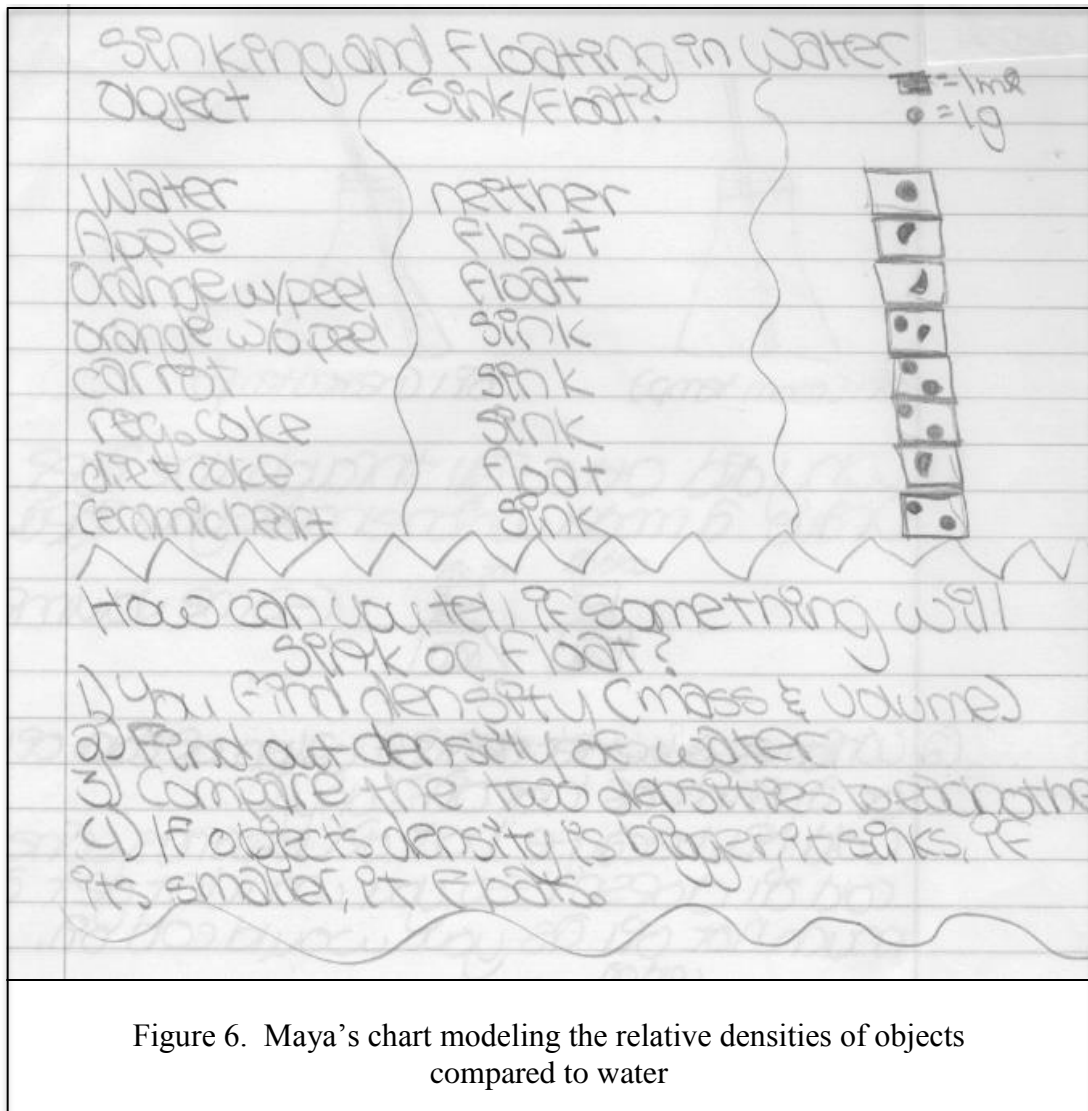 Sinking and Floating in Water
Object Sink/Float? = 1ml
= 1g
Water neither
Apple float
Orange w/peel float
orange w/o peel sink
carrot sink
reg. coke sink
diet coke float
ceramic heart sink
How can you tell if something will
sink or float?
1) You find density (mass & volume)
2) Find out density of water
3) Compare the two densities to each othe
4) If objects density is bigger, it sinks, if
its smaller, it floats.
Figure 6. Maya's chart modeling the relative densities of objects
compared to water